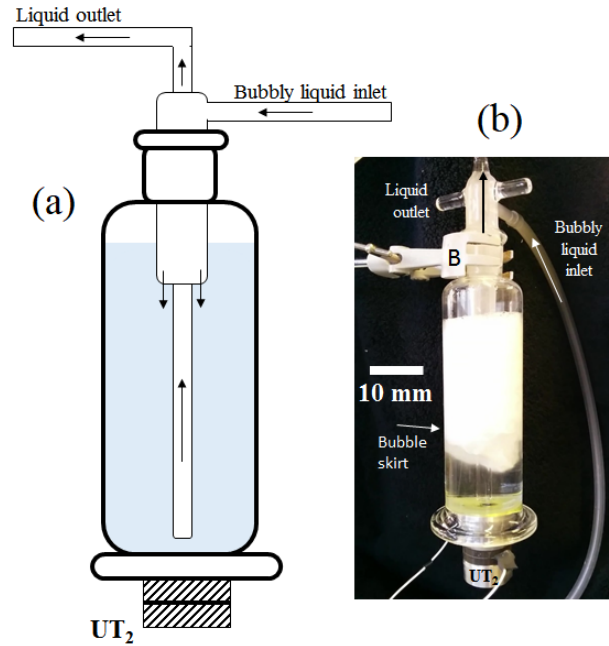 Liquid outlet
Bubbly liquid inlet
(a)
UT2
(b)
Liquid
outlet
Bubbly
liquid
inlet
B
10 mm
Bubble
skirt
UT2